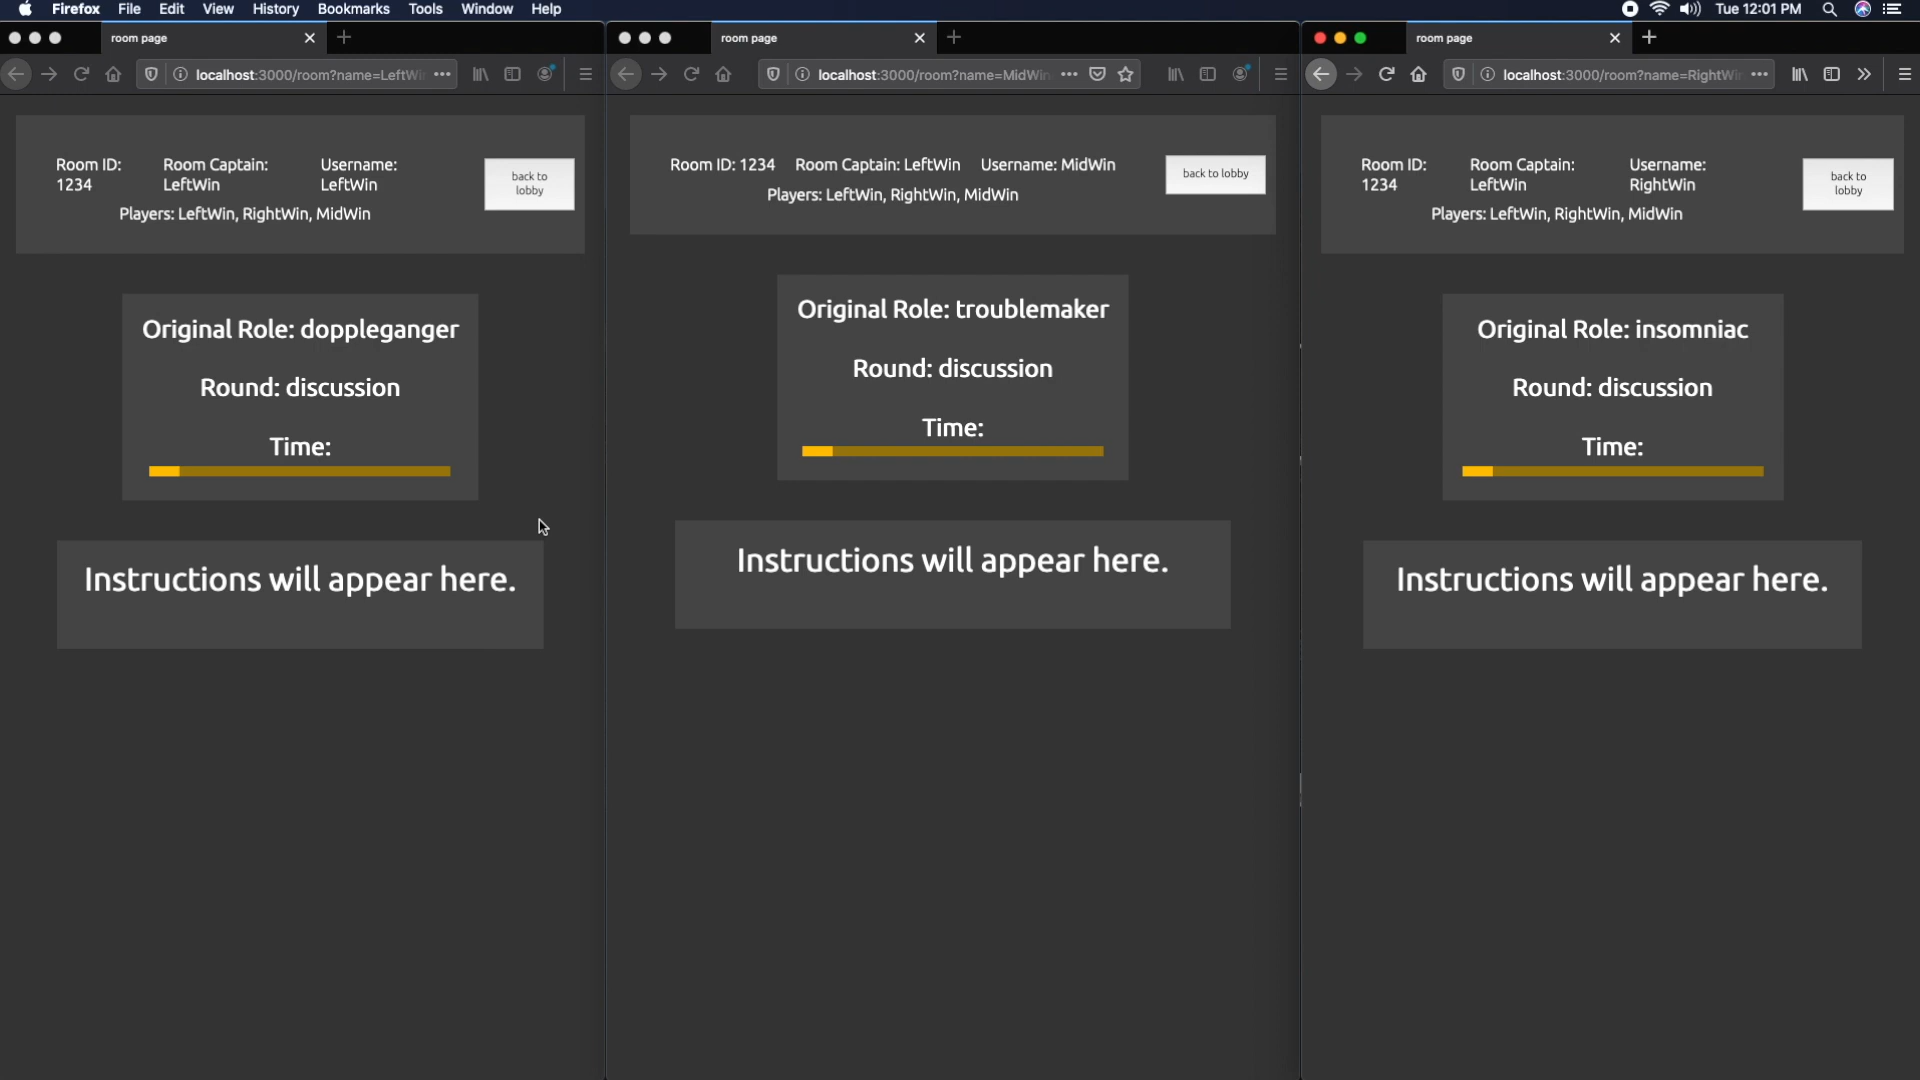 Firefox File Edit View History Bookmarks Tools Window Help Tue 12:01 PM
room page
localhost:3000/room?name=LeftWi
Room ID: 1234
Room Captain: LeftWin
Username: LeftWin
back to lobby
Players: LeftWin, RightWin, MidWin
Original Role: doppleganger
Round: discussion
Time:
Instructions will appear here.
room page
localhost:3000/room?name=MidWin
Room ID: 1234 Room Captain: LeftWin Username: MidWin
back to lobby
Players: LeftWin, RightWin, MidWin
Original Role: troublemaker
Round: discussion
Time:
Instructions will appear here.
room page
localhost:3000/room?name=RightWi
Room ID: 1234
Room Captain: LeftWin
Username: RightWin
back to lobby
Players: LeftWin, RightWin, MidWin
Original Role: insomniac
Round: discussion
Time:
Instructions will appear here.